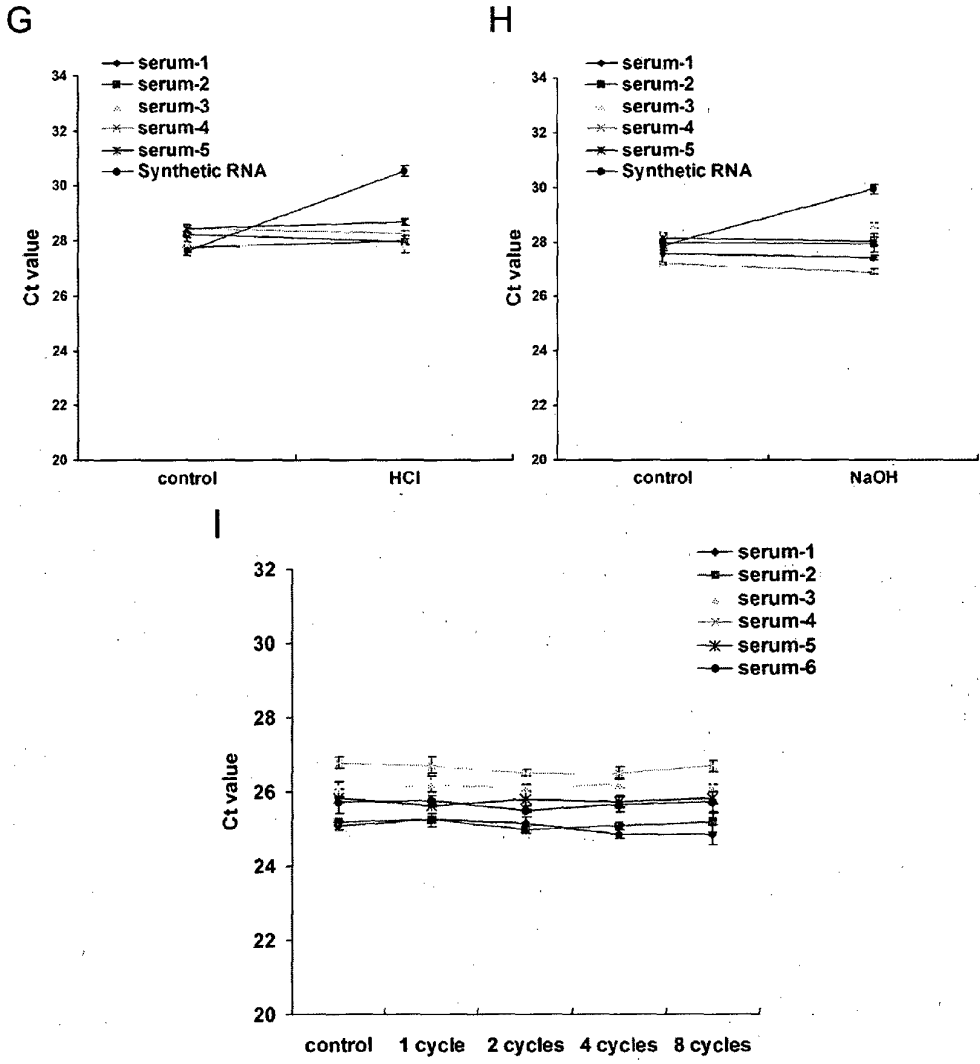 G
serum-1
serum-2
serum-3
serum-4
serum-5
Synthetic RNA
34
32
30
28
26
24
22
20
Ct value
control
HCl
H
serum-1
serum-2
serum-3
serum-4
serum-5
Synthetic RNA
34
32
30
28
26
24
22
20
Ct value
control
NaOH
I
serum-1
serum-2
serum-3
serum-4
serum-5
serum-6
32
30
28
26
24
22
20
Ct value
control
1 cycle
2 cycles
4 cycles
8 cycles